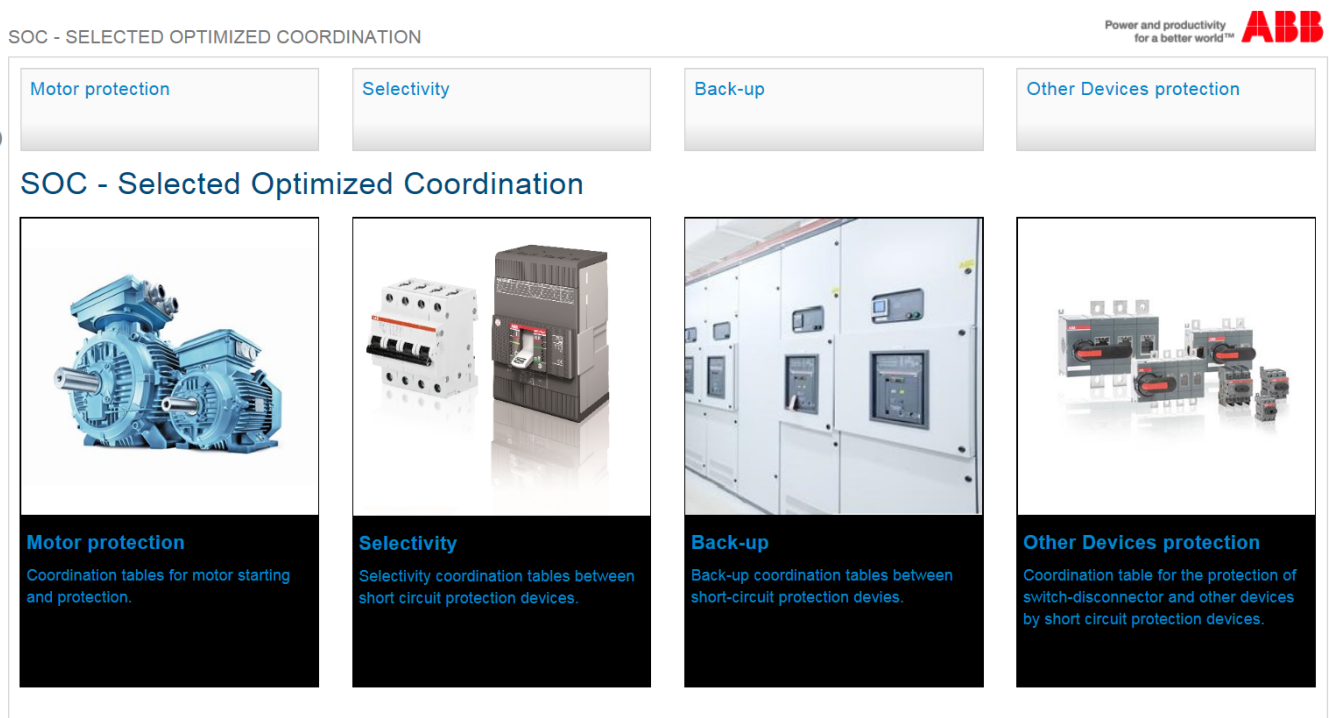 SOC - SELECTED OPTIMIZED COORDINATION
Power and productivity
for a better world™
ABB
Motor protection
Selectivity
Back-up
Other Devices protection
SOC - Selected Optimized Coordination
Motor protection
Coordination tables for motor starting
and protection.
Selectivity
Selectivity coordination tables between
short circuit protection devices.
Back-up
Back-up coordination tables between
short-circuit protection devies.
Other Devices protection
Coordination table for the protection of
switch-disconnector and other devices
by short circuit protection devices.